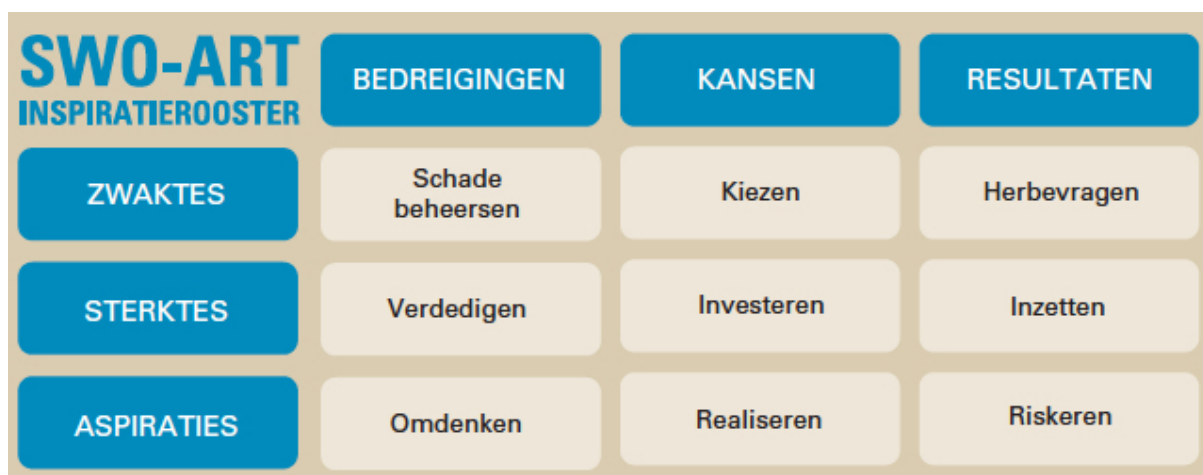 SWO-ART
INSPIRATIEROOSTER
BEDREIGINGEN
KANSEN
RESULTATEN
ZWAKTES
Schade
beheersen
Kiezen
Herbevragen
STERKTES
Verdedigen
Investeren
Inzetten
ASPIRATIES
Omdenken
Realiseren
Riskeren